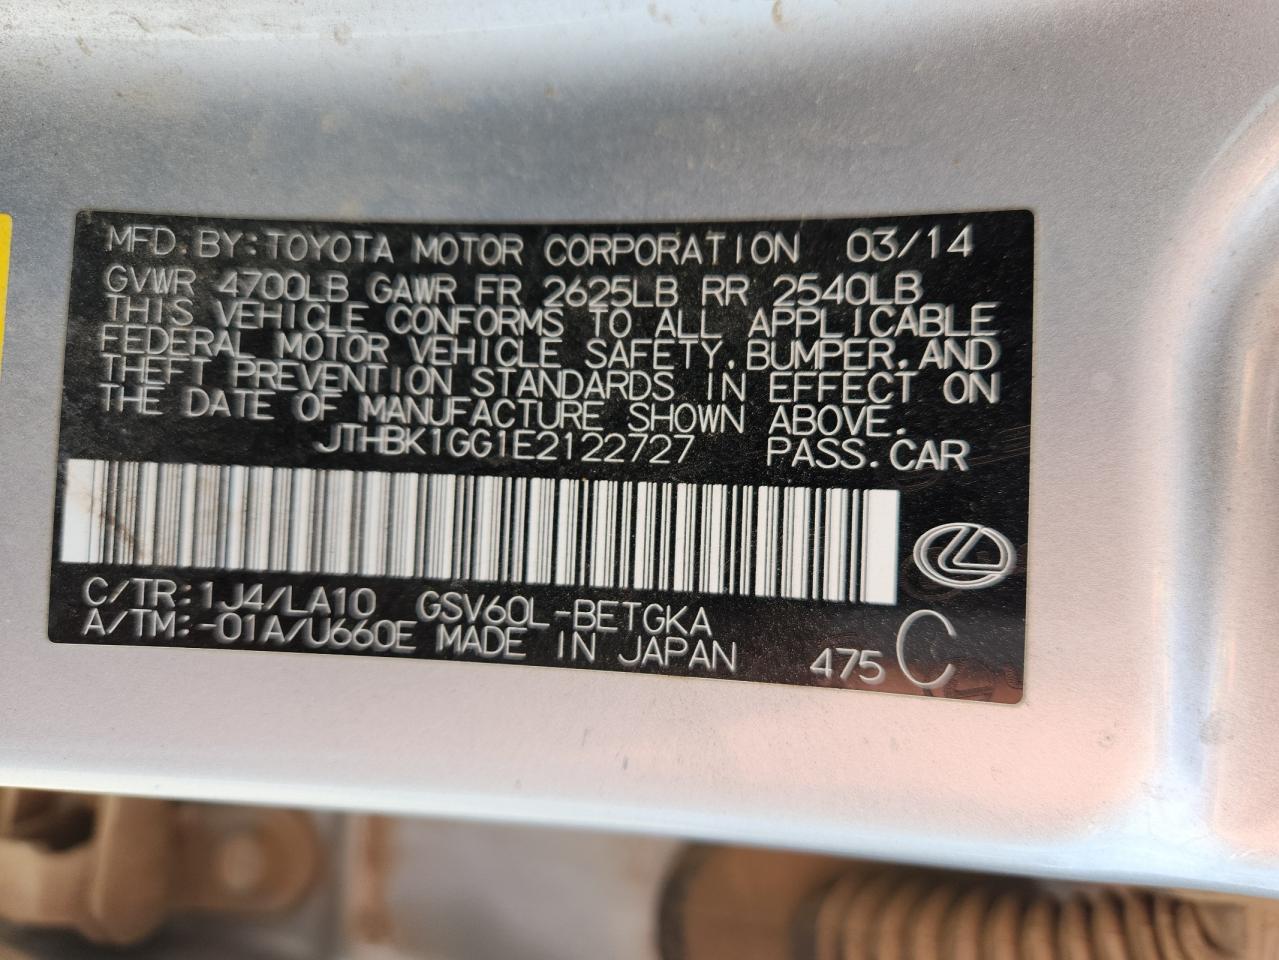 MFD.BY:TOYOTA MOTOR CORPORATION 03/14
GVWR 4700LB GAWR FR 2625LB RR 2540LB
THIS VEHICLE CONFORMS TO ALL APPLICABLE
FEDERAL MOTOR VEHICLE SAFETY,BUMPER,AND
THEFT PREVENTION STANDARDS IN EFFECT ON
THE DATE OF MANUFACTURE SHOWN ABOVE.
JTHBK1GG1E2122727 PASS.CAR
C/TR:1J4/LA10 GSV60L-BETGKA
A/TM:-01A/U660E MADE IN JAPAN 475 C